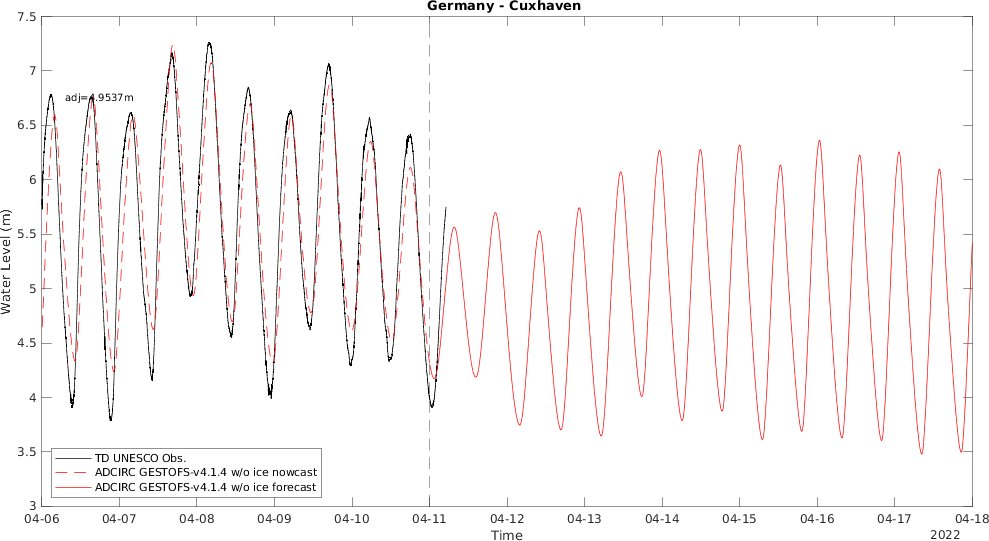 Germany - Cuxhaven
7.5
7
6.5
6
5.5
5
4.5
4
3.5
3
Water Level (m)
adj=4.9537m
TD UNESCO Obs.
ADCIRC GESTOFS-v4.1.4 w/o ice nowcast
ADCIRC GESTOFS-v4.1.4 w/o ice forecast
04-06 04-07 04-08 04-09 04-10 04-11 04-12 04-13 04-14 04-15 04-16 04-17 04-18
Time
2022